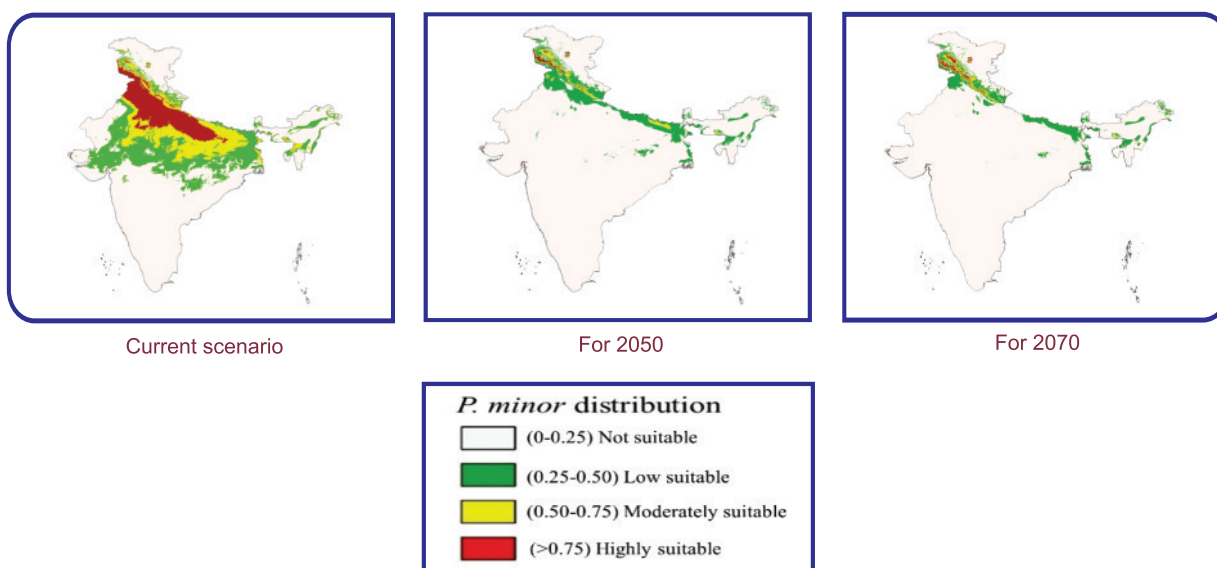 Current scenario
For 2050
For 2070
P. minor distribution
(0-0.25) Not suitable
(0.25-0.50) Low suitable
(0.50-0.75) Moderately suitable
(>0.75) Highly suitable